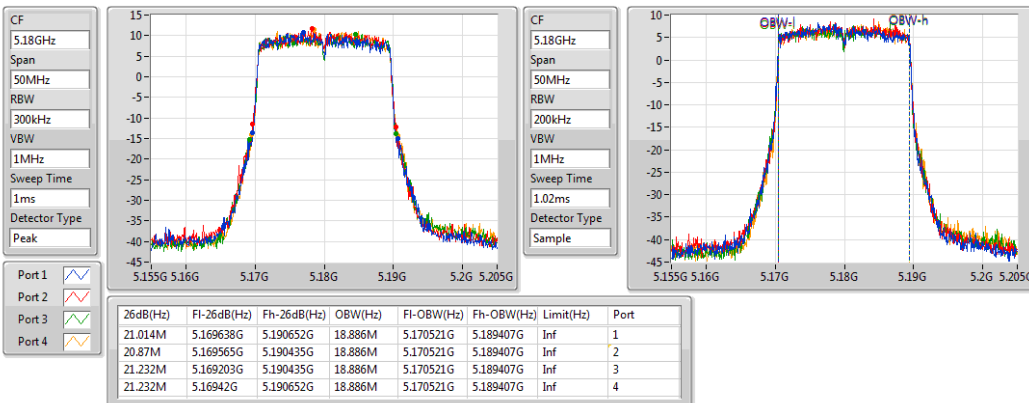 CF
5.18GHz
Span
50MHz
RBW
300kHz
VBW
1MHz
Sweep Time
1ms
Detector Type
Peak
15
10
5
0
-5
-10
-15
-20
-25
-30
-35
-40
-45
5.155G 5.16G 5.17G 5.18G 5.19G 5.2G 5.205G
CF
5.18GHz
Span
50MHz
RBW
200kHz
VBW
1MHz
Sweep Time
1.02ms
Detector Type
Sample
10
5
0
-5
-10
-15
-20
-25
-30
-35
-40
-45
OBW-l OBW-h
5.155G 5.16G 5.17G 5.18G 5.19G 5.2G 5.205G
Port 1
Port 2
Port 3
Port 4
26dB(Hz) Fl-26dB(Hz) Fh-26dB(Hz) OBW(Hz) Fl-OBW(Hz) Fh-OBW(Hz) Limit(Hz) Port
21.014M 5.169638G 5.190652G 18.886M 5.170521G 5.189407G Inf 1
20.87M 5.169565G 5.190435G 18.886M 5.170521G 5.189407G Inf 2
21.232M 5.169203G 5.190435G 18.886M 5.170521G 5.189407G Inf 3
21.232M 5.16942G 5.190652G 18.886M 5.170521G 5.189407G Inf 4